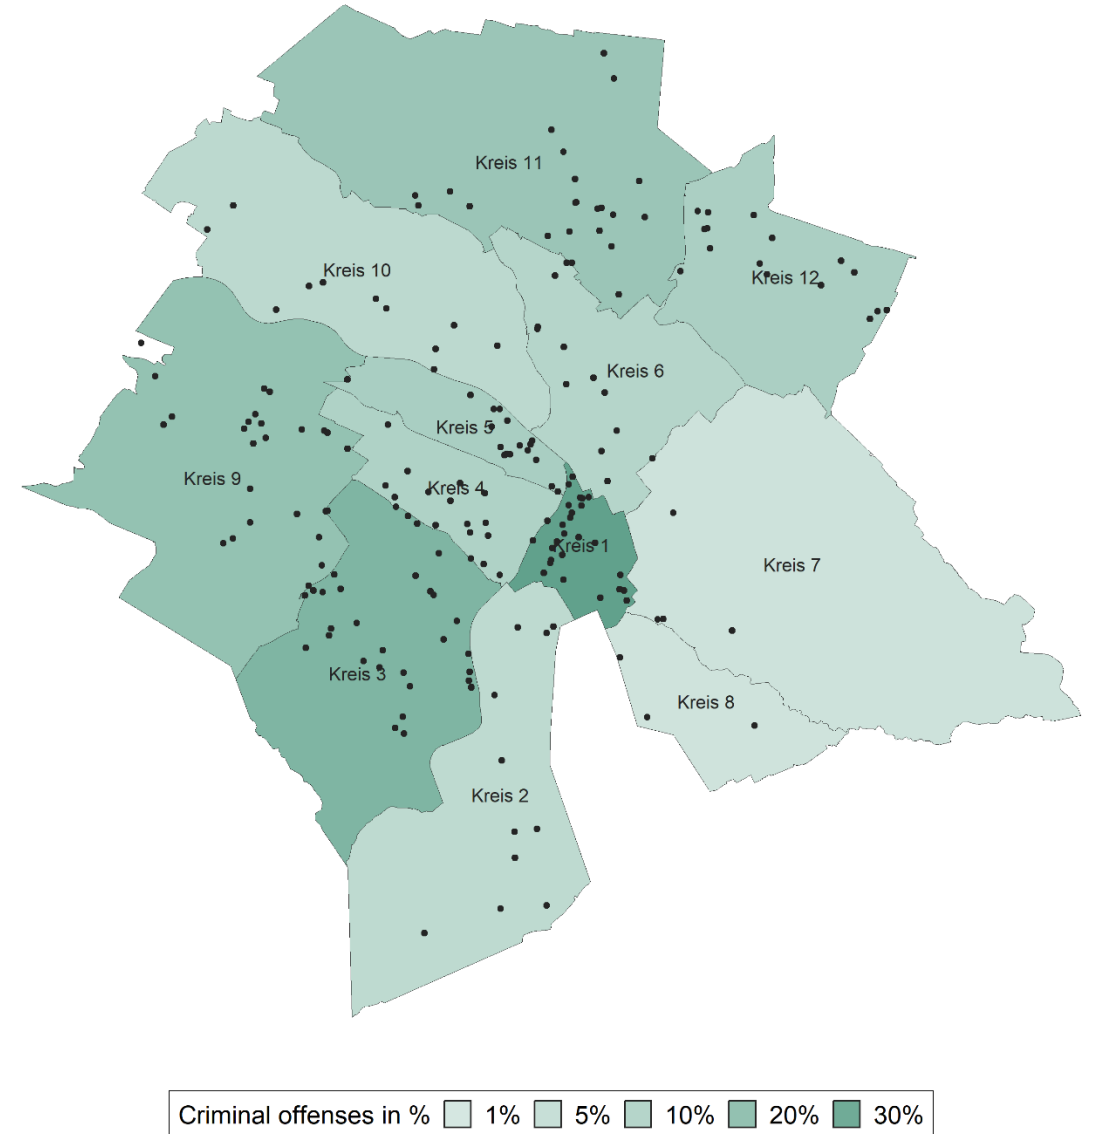 Kreis 11
Kreis 10
Kreis 12
Kreis 6
Kreis 5
Kreis 9
Kreis 4
Kreis 1
Kreis 7
Kreis 3
Kreis 8
Kreis 2
Criminal offenses in % 1% 5% 10% 20% 30%